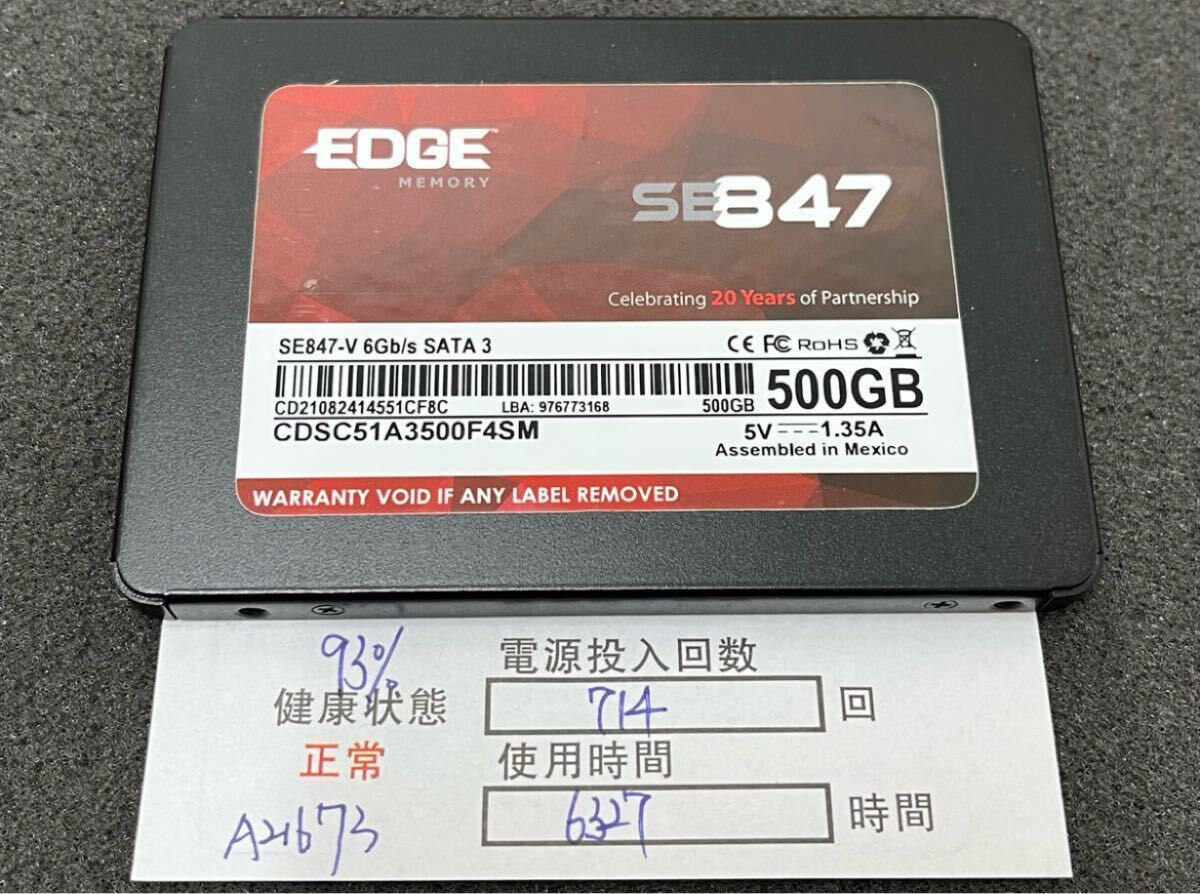 EDGE™
MEMORY
SE847
Celebrating 20 Years of Partnership
SE847-V 6Gb/s SATA 3
CE FC RoHS
CD21082414551CF8C LBA: 976773168 500GB
500GB
CDSC51A3500F4SM
5V 1.35A
Assembled in Mexico
WARRANTY VOID IF ANY LABEL REMOVED
93%
健康状態
正常
A21673
電源投入回数
714 回
使用時間
6327 時間